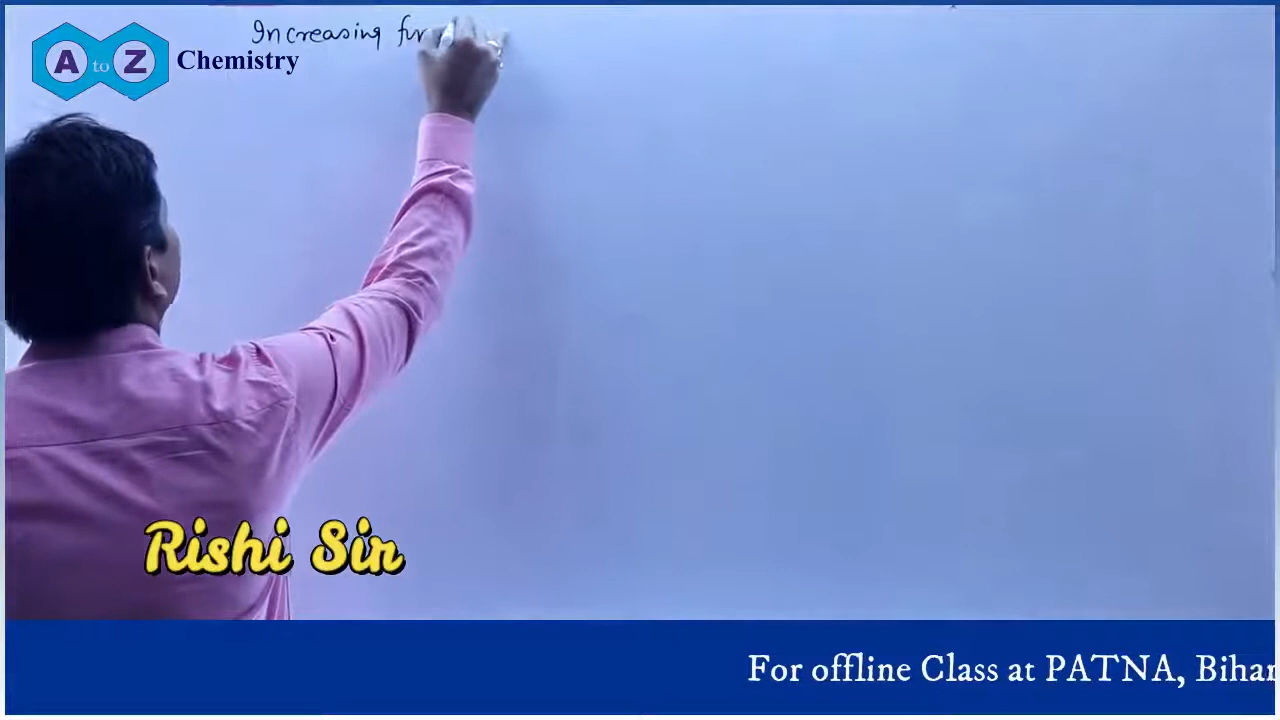 Increasing
A to Z Chemistry
Rishi Sir
For offline Class at PATNA, Bihar